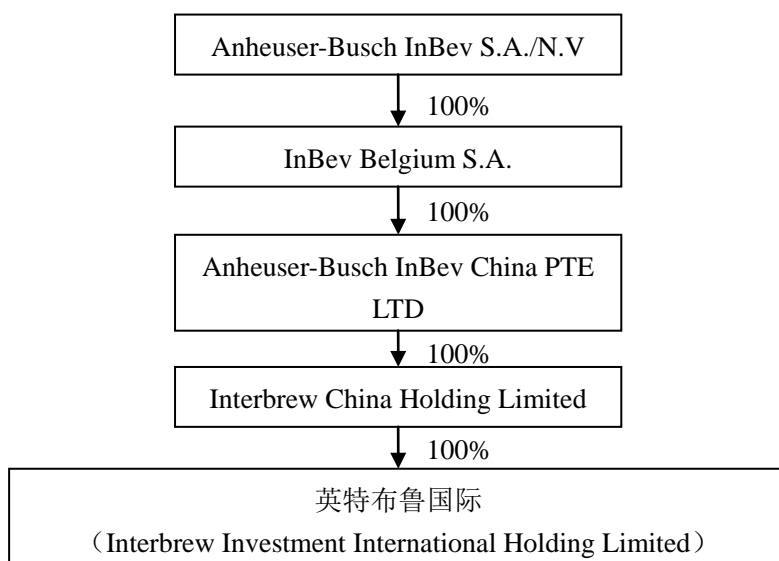 Anheuser-Busch InBev S.A./N.V
100%
InBev Belgium S.A.
100%
Anheuser-Busch InBev China PTE
LTD
100%
Interbrew China Holding Limited
100%
英特布鲁国际
（Interbrew Investment International Holding Limited）